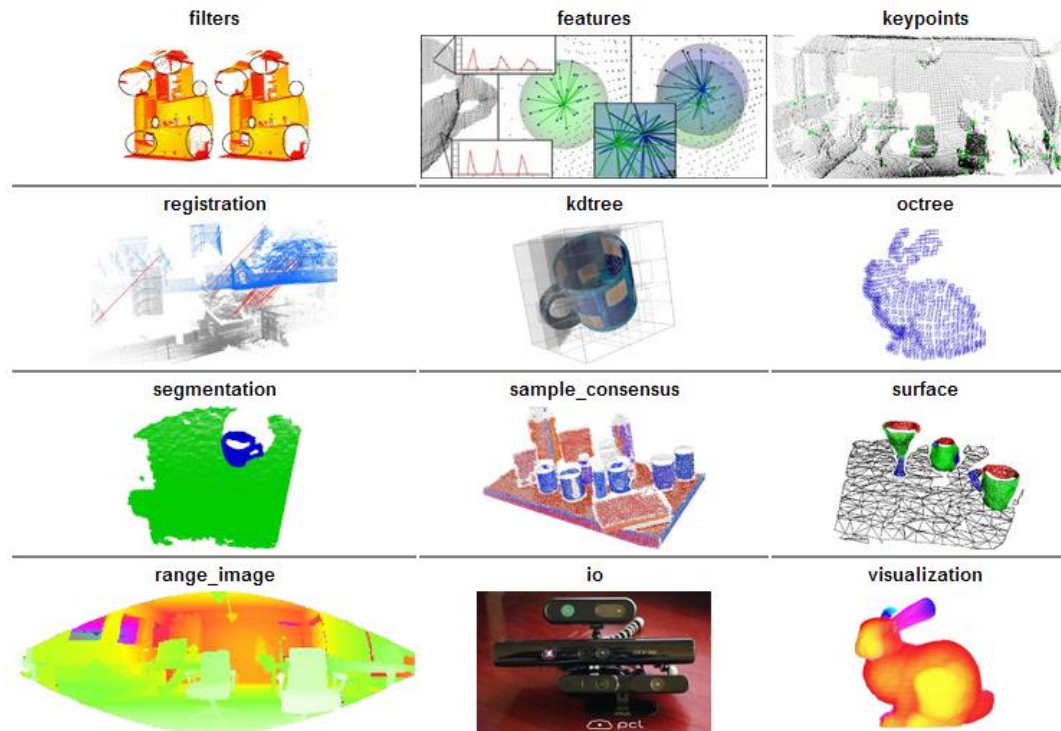 filters
features
keypoints
registration
kdtree
octree
segmentation
sample_consensus
surface
range_image
io
visualization
pcl